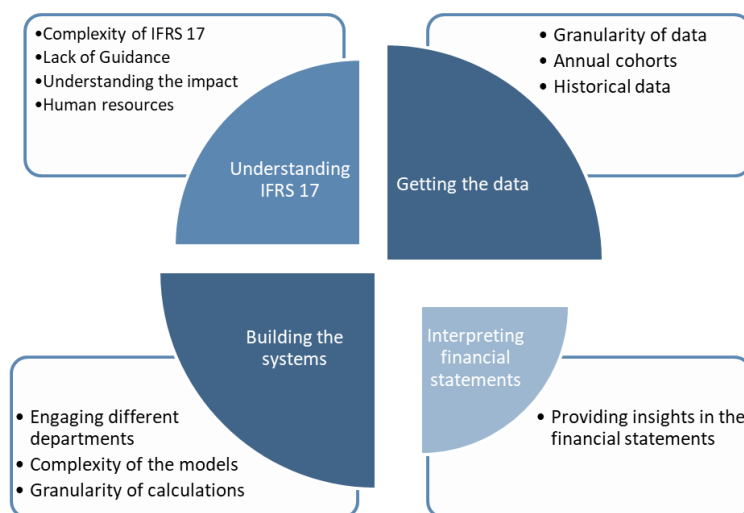 •Complexity of IFRS 17
•Lack of Guidance
•Understanding the impact
•Human resources
• Granularity of data
• Annual cohorts
• Historical data
Understanding
IFRS 17
Getting the data
Building the
systems
Interpreting
financial
statements
• Engaging different
departments
• Complexity of the models
• Granularity of calculations
• Providing insights in the
financial statements